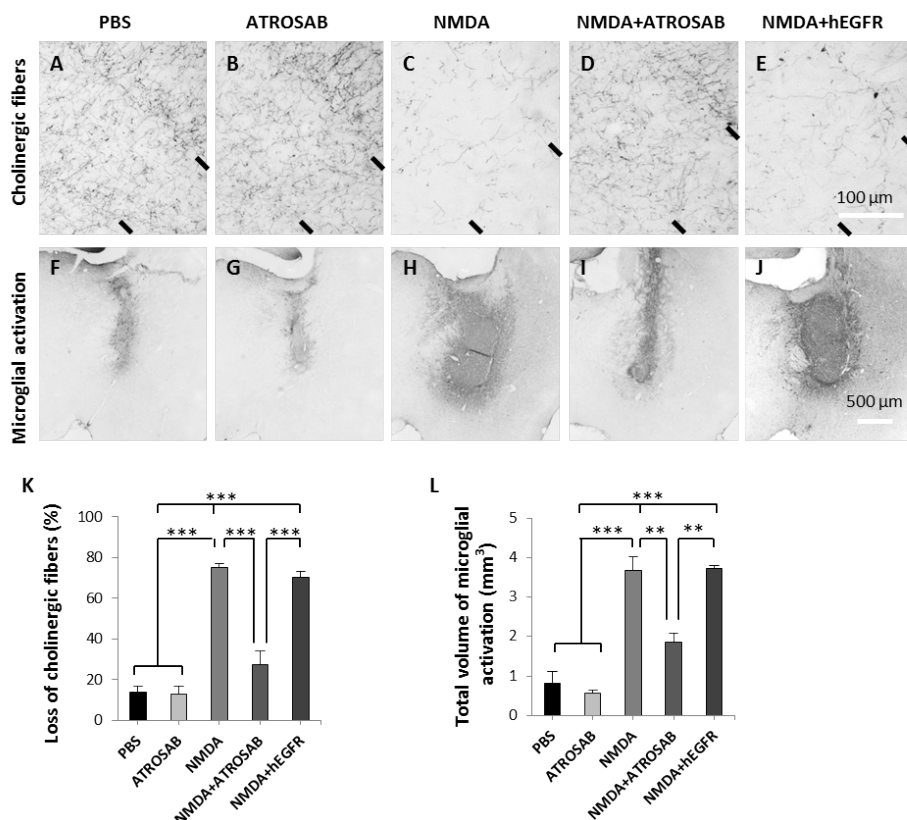 PBS ATROSAB NMDA NMDA+ATROSAB NMDA+hEGFR
Cholinergic fibers
A B C D E
100 µm
Microglial activation
F G H I J
500 µm
K
Loss of cholinergic fibers (%)
100
80
60
40
20
0
***
*** *** ***
PBS
ATROSAB
NMDA
NMDA+ATROSAB
NMDA+hEGFR
L
Total volume of microglial
activation (mm³)
5
4
3
2
1
0
***
*** ** **
PBS
ATROSAB
NMDA
NMDA+ATROSAB
NMDA+hEGFR